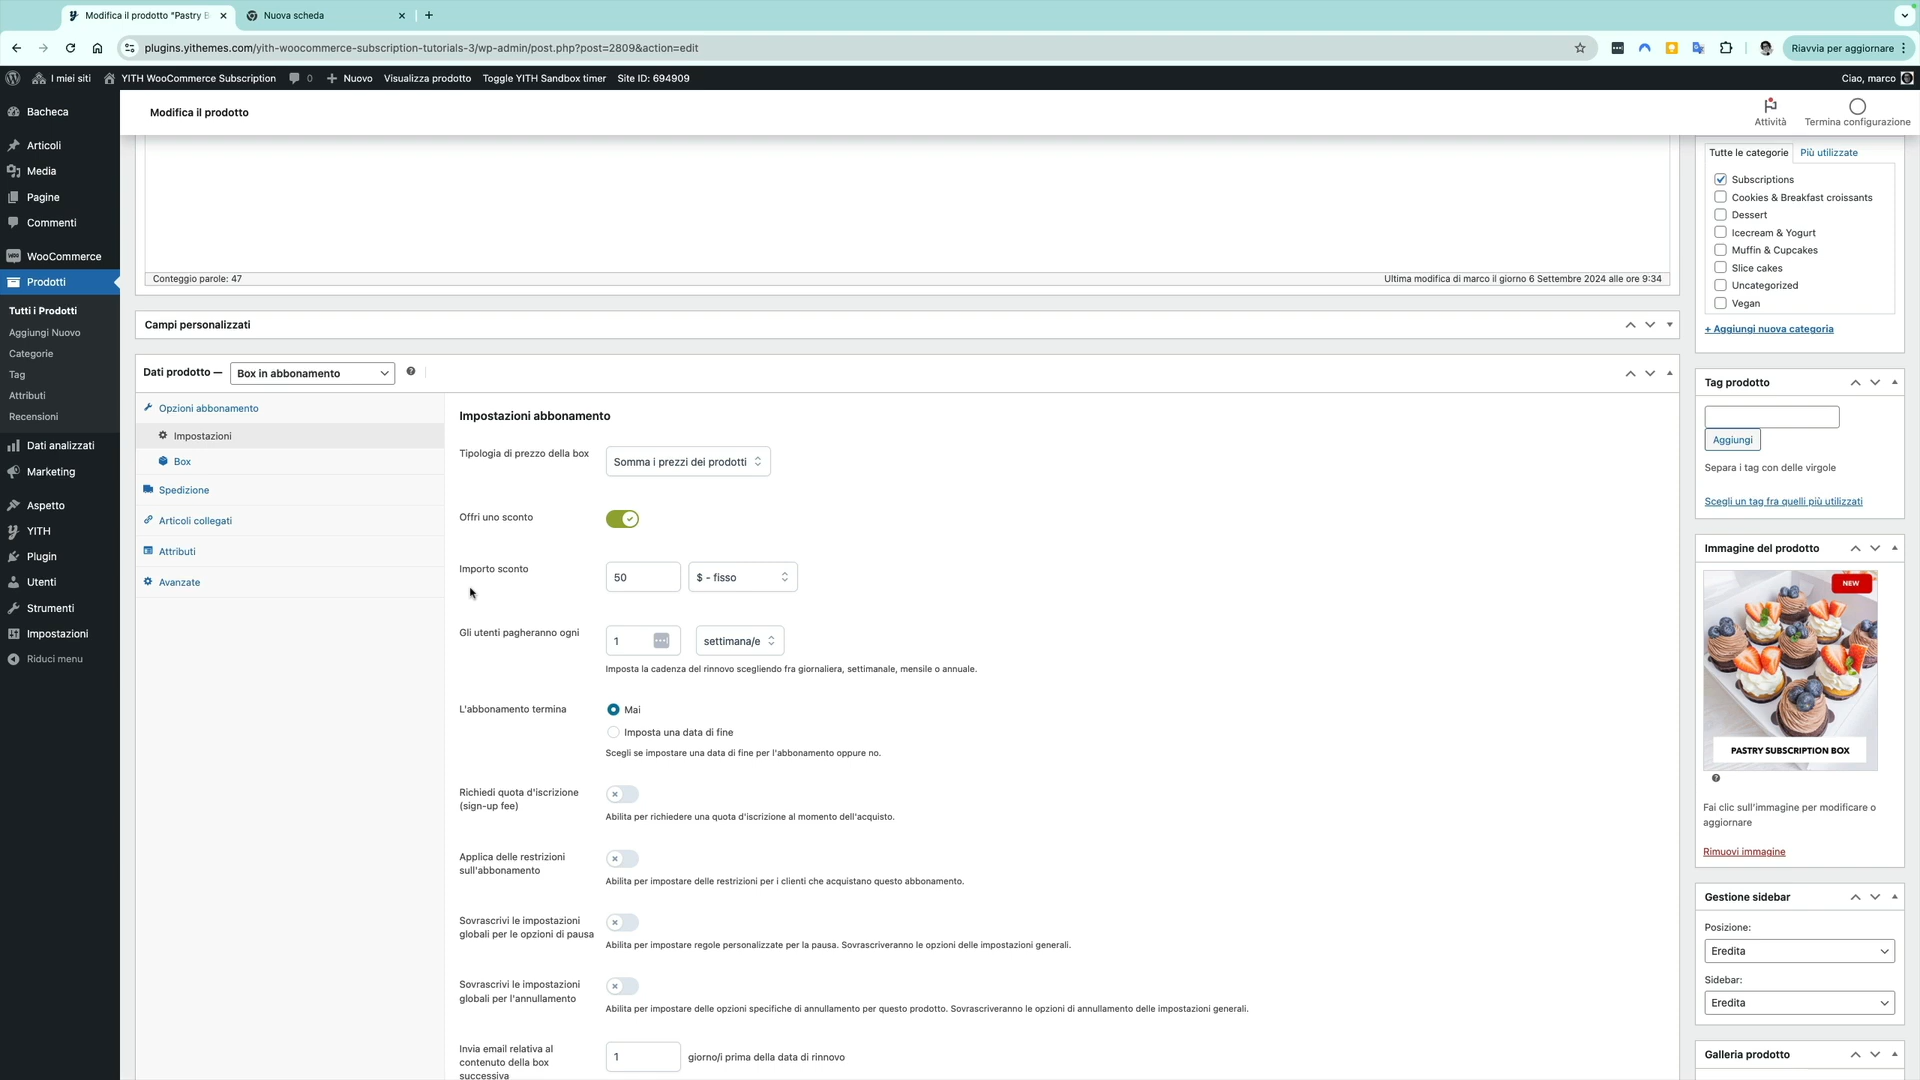 Modifica il prodotto "Pastry B
Nuova scheda
plugins.yithemes.com/yith-woocommerce-subscription-tutorials-3/wp-admin/post.php?post=2809&action=edit
Riavvia per aggiornare
I miei siti
YITH WooCommerce Subscription
0
Nuovo
Visualizza prodotto
Toggle YITH Sandbox timer
Site ID: 694909
Ciao, marco
Bacheca
Articoli
Media
Pagine
Commenti
WooCommerce
Prodotti
Tutti i Prodotti
Aggiungi Nuovo
Categorie
Tag
Attributi
Recensioni
Dati analizzati
Marketing
Aspetto
YITH
Plugin
Utenti
Strumenti
Impostazioni
Riduci menu
Modifica il prodotto
Attività
Termina configurazione
Conteggio parole: 47
Ultima modifica di marco il giorno 6 Settembre 2024 alle ore 9:34
Campi personalizzati
Dati prodotto —
Box in abbonamento
Opzioni abbonamento
Impostazioni
Box
Spedizione
Articoli collegati
Attributi
Avanzate
Impostazioni abbonamento
Tipologia di prezzo della box
Somma i prezzi dei prodotti
Offri uno sconto
Importo sconto
50
$ - fisso
Gli utenti pagheranno ogni
1
settimana/e
Imposta la cadenza del rinnovo scegliendo fra giornaliera, settimanale, mensile o annuale.
L'abbonamento termina
Mai
Imposta una data di fine
Scegli se impostare una data di fine per l'abbonamento oppure no.
Richiedi quota d'iscrizione
(sign-up fee)
Abilita per richiedere una quota d'iscrizione al momento dell'acquisto.
Applica delle restrizioni
sull'abbonamento
Abilita per impostare delle restrizioni per i clienti che acquistano questo abbonamento.
Sovrascrivi le impostazioni
globali per le opzioni di pausa
Abilita per impostare regole personalizzate per la pausa. Sovrascriveranno le opzioni delle impostazioni generali.
Sovrascrivi le impostazioni
globali per l'annullamento
Abilita per impostare delle opzioni specifiche di annullamento per questo prodotto. Sovrascriveranno le opzioni di annullamento delle impostazioni generali.
Invia email relativa al
contenuto della box
successiva
1
giorno/i prima della data di rinnovo
Tutte le categorie
Più utilizzate
Subscriptions
Cookies & Breakfast croissants
Dessert
Icecream & Yogurt
Muffin & Cupcakes
Slice cakes
Uncategorized
Vegan
+ Aggiungi nuova categoria
Tag prodotto
Aggiungi
Separa i tag con delle virgole
Scegli un tag fra quelli più utilizzati
Immagine del prodotto
NEW
PASTRY SUBSCRIPTION BOX
Fai clic sull'immagine per modificare o
aggiornare
Rimuovi immagine
Gestione sidebar
Posizione:
Eredita
Sidebar:
Eredita
Galleria prodotto